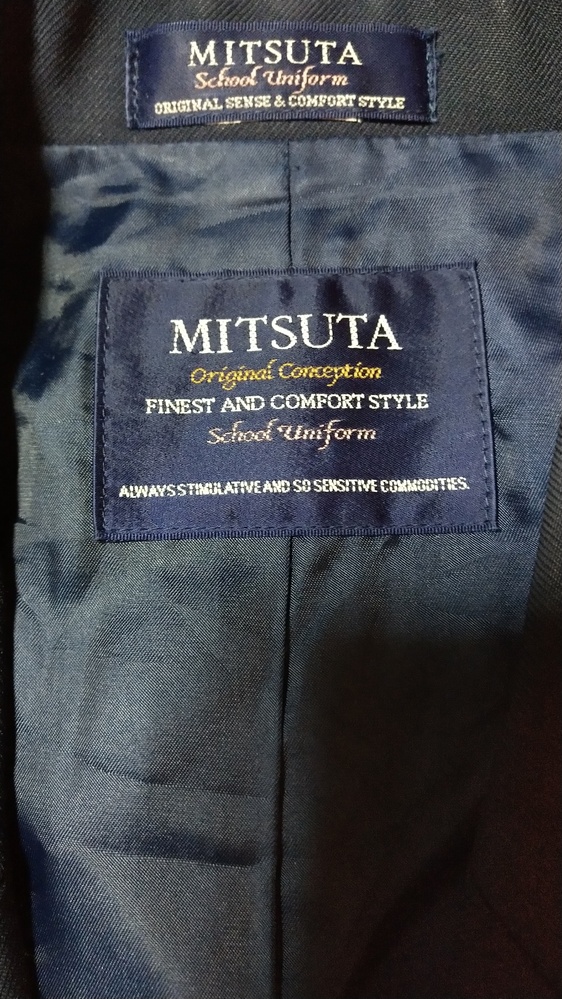 MITSUTA
School Uniform
ORIGINAL SENSE & COMFORT STYLE
MITSUTA
Original Conception
FINEST AND COMFORT STYLE
School Uniform
ALWAYS STIMULATIVE AND SO SENSITIVE COMMODITIES.